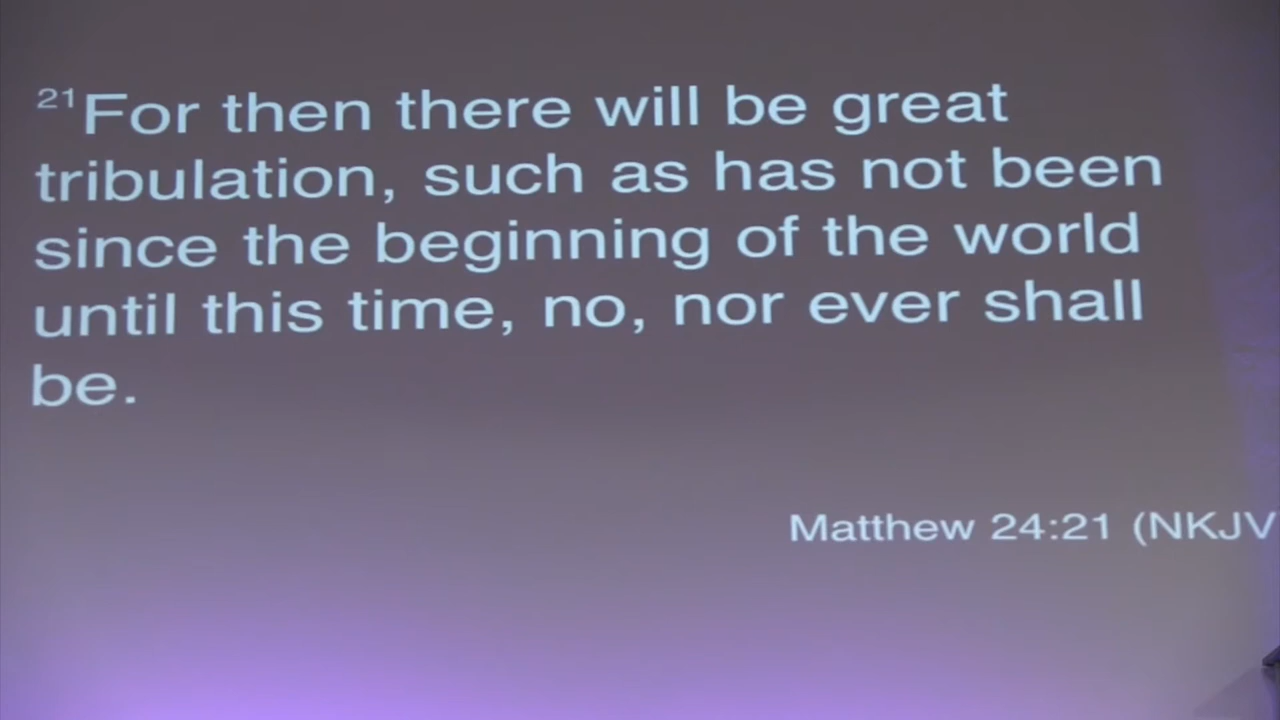 21For then there will be great
tribulation, such as has not been
since the beginning of the world
until this time, no, nor ever shall
be.
Matthew 24:21 (NKJV